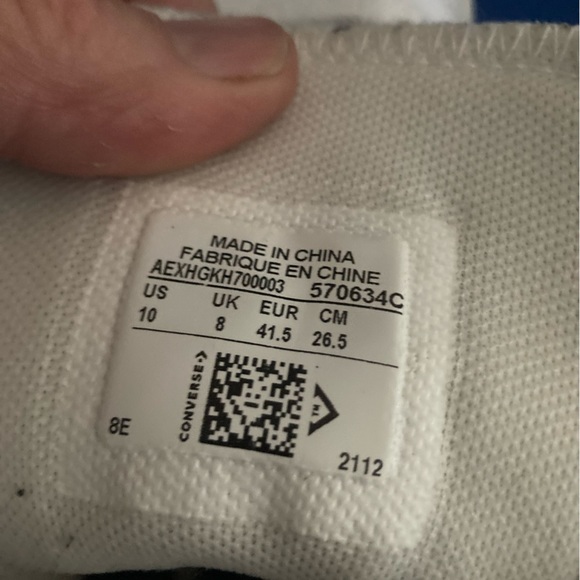 MADE IN CHINA
FABRIQUE EN CHINE
AEXHGKH700003 570634C
US UK EUR CM
10 8 41.5 26.5
CONVERSE
TM
8E
2112